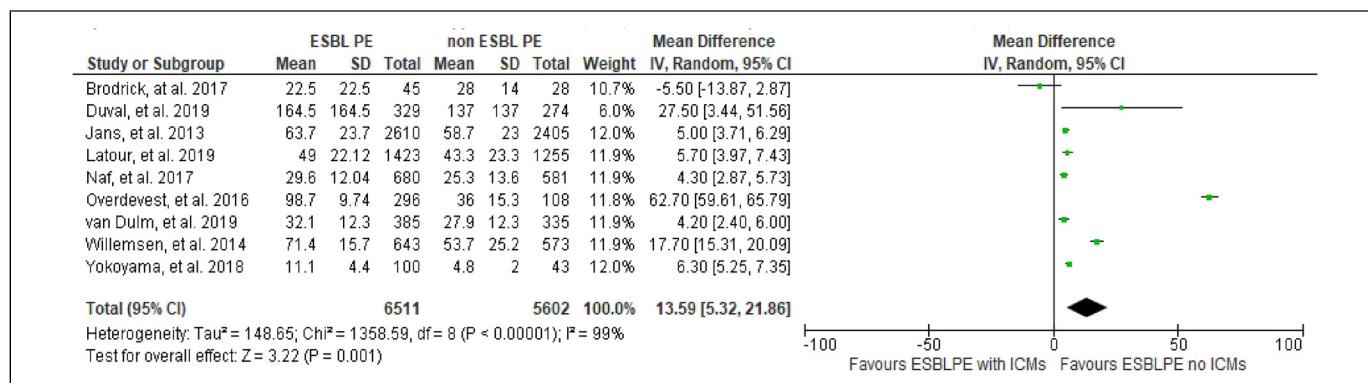 ESBL PE non ESBL PE Mean Difference Mean Difference
Study or Subgroup Mean SD Total Mean SD Total Weight IV, Random, 95% CI IV, Random, 95% CI
Brodrick, at al. 2017 22.5 22.5 45 28 14 28 10.7% -5.50 [-13.87, 2.87]
Duval, et al. 2019 164.5 164.5 329 137 137 274 6.0% 27.50 [3.44, 51.56]
Jans, et al. 2013 63.7 23.7 2610 58.7 23 2405 12.0% 5.00 [3.71, 6.29]
Latour, et al. 2019 49 22.12 1423 43.3 23.3 1255 11.9% 5.70 [3.97, 7.43]
Naf, et al. 2017 29.6 12.04 680 25.3 13.6 581 11.9% 4.30 [2.87, 5.73]
Overdevest, et al. 2016 98.7 9.74 296 36 15.3 108 11.8% 62.70 [59.61, 65.79]
van Dulm, et al. 2019 32.1 12.3 385 27.9 12.3 335 11.9% 4.20 [2.40, 6.00]
Willemsen, et al. 2014 71.4 15.7 643 53.7 25.2 573 11.9% 17.70 [15.31, 20.09]
Yokoyama, et al. 2018 11.1 4.4 100 4.8 2 43 12.0% 6.30 [5.25, 7.35]
Total (95% CI) 6511 5602 100.0% 13.59 [5.32, 21.86]
Heterogeneity: Tau² = 148.65; Chi² = 1358.59, df = 8 (P < 0.00001); I² = 99%
Test for overall effect: Z = 3.22 (P = 0.001)
-100 -50 0 50 100
Favours ESBLPE with ICMs Favours ESBLPE no ICMs